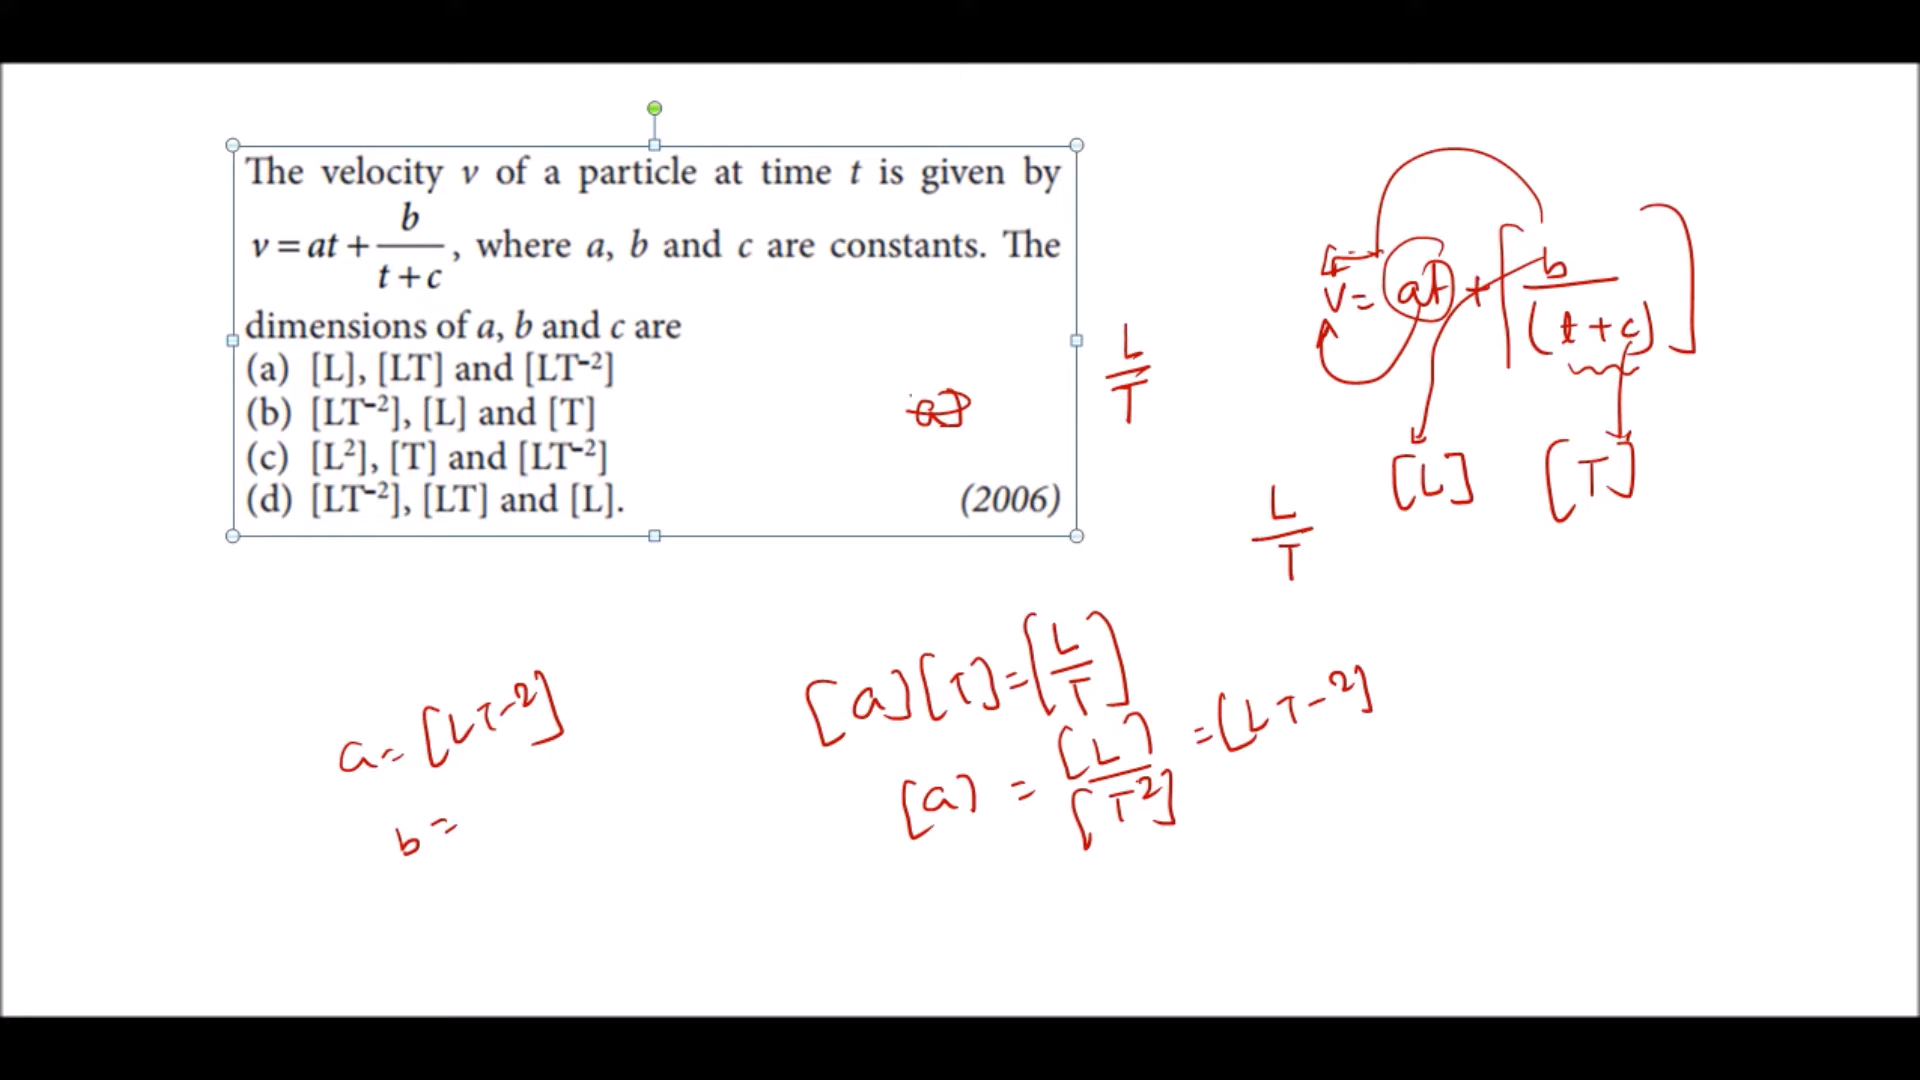 The velocity v of a particle at time t is given by
v = at + b/(t + c), where a, b and c are constants. The
dimensions of a, b and c are
(a) [L], [LT⁻²] and [LT⁻²]
(b) [LT⁻²], [L] and [T]
(c) [L²], [T] and [LT⁻²]
(d) [LT⁻²], [LT] and [L]. (2006)
L/T
v = at + [b/(t + c)]
[L] [T]
L/T
[a][T] = [L/T]
[a] = [L]/[T²] = [LT-²]
a = [LT-²]
b =